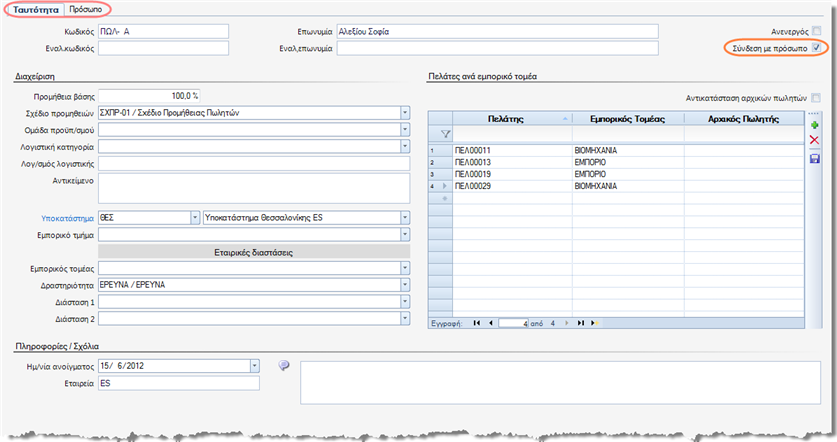 Ταυτότητα Πρόσωπο
Κωδικός ΠΩΛ- Α Επωνυμία Αλεξίου Σοφία Ανενεργός
Εναλ.κωδικός Εναλ.επωνυμία Σύνδεση με πρόσωπο
Διαχείριση Πελάτες ανά εμπορικό τομέα
Προμήθεια βάσης 100,0 % Αντικατάσταση αρχικών πωλητών
Σχέδιο προμηθειών ΣΧΠΡ-01 / Σχέδιο Προμήθειας Πωλητών
Ομάδα προϋπ/σμού
Λογιστική κατηγορία
Λογ/σμός λογιστικής
Αντικείμενο
Πελάτης Εμπορικός Τομέας Αρχικός Πωλητής
1 ΠΕΛ00011 ΒΙΟΜΗΧΑΝΙΑ
2 ΠΕΛ00013 ΕΜΠΟΡΙΟ
3 ΠΕΛ00019 ΕΜΠΟΡΙΟ
4 ΠΕΛ00029 ΒΙΟΜΗΧΑΝΙΑ
Υποκατάστημα ΘΕΣ Υποκατάστημα Θεσσαλονίκης ES
Εμπορικό τμήμα
Εταιρικές διαστάσεις
Εμπορικός τομέας
Δραστηριότητα ΕΡΕΥΝΑ / ΕΡΕΥΝΑ
Διάσταση 1
Διάσταση 2
Εγγραφή: 4 από 4
Πληροφορίες / Σχόλια
Ημ/νία ανοίγματος 15/ 6/2012
Εταιρεία ES